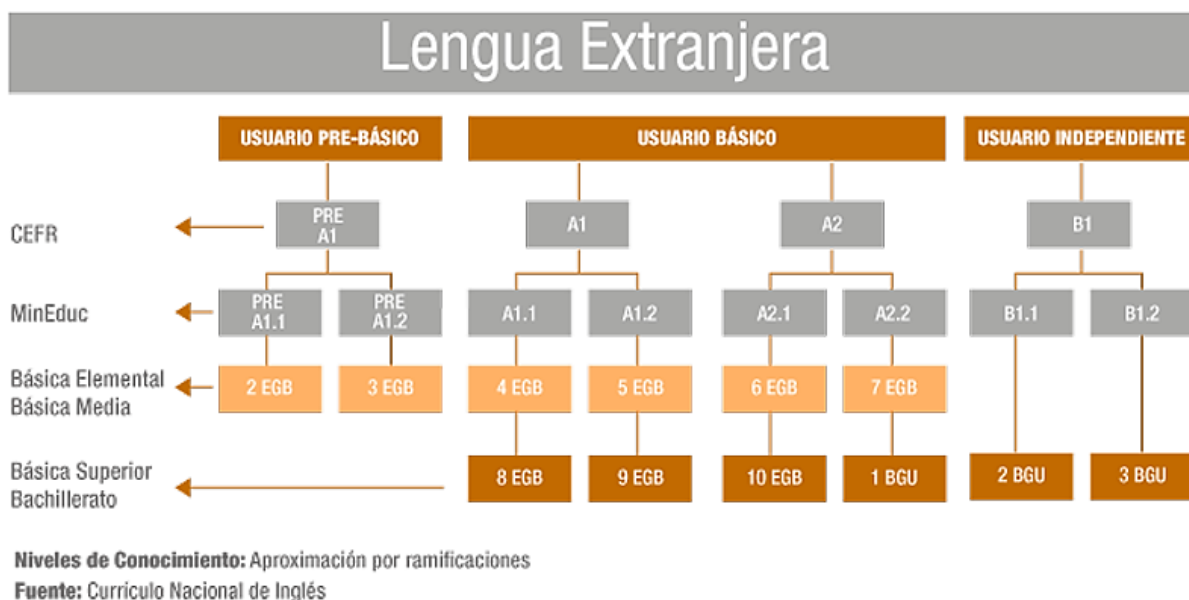 Lengua Extranjera
USUARIO PRE-BÁSICO
USUARIO BÁSICO
USUARIO INDEPENDIENTE
CEFR
PRE
A1
A1
A2
B1
MinEduc
PRE
A1.1
PRE
A1.2
A1.1
A1.2
A2.1
A2.2
B1.1
B1.2
Básica Elemental
Básica Media
2 EGB
3 EGB
4 EGB
5 EGB
6 EGB
7 EGB
Básica Superior
Bachillerato
8 EGB
9 EGB
10 EGB
1 BGU
2 BGU
3 BGU
Niveles de Conocimiento: Aproximación por ramificaciones
Fuente: Curriculo Nacional de Inglés